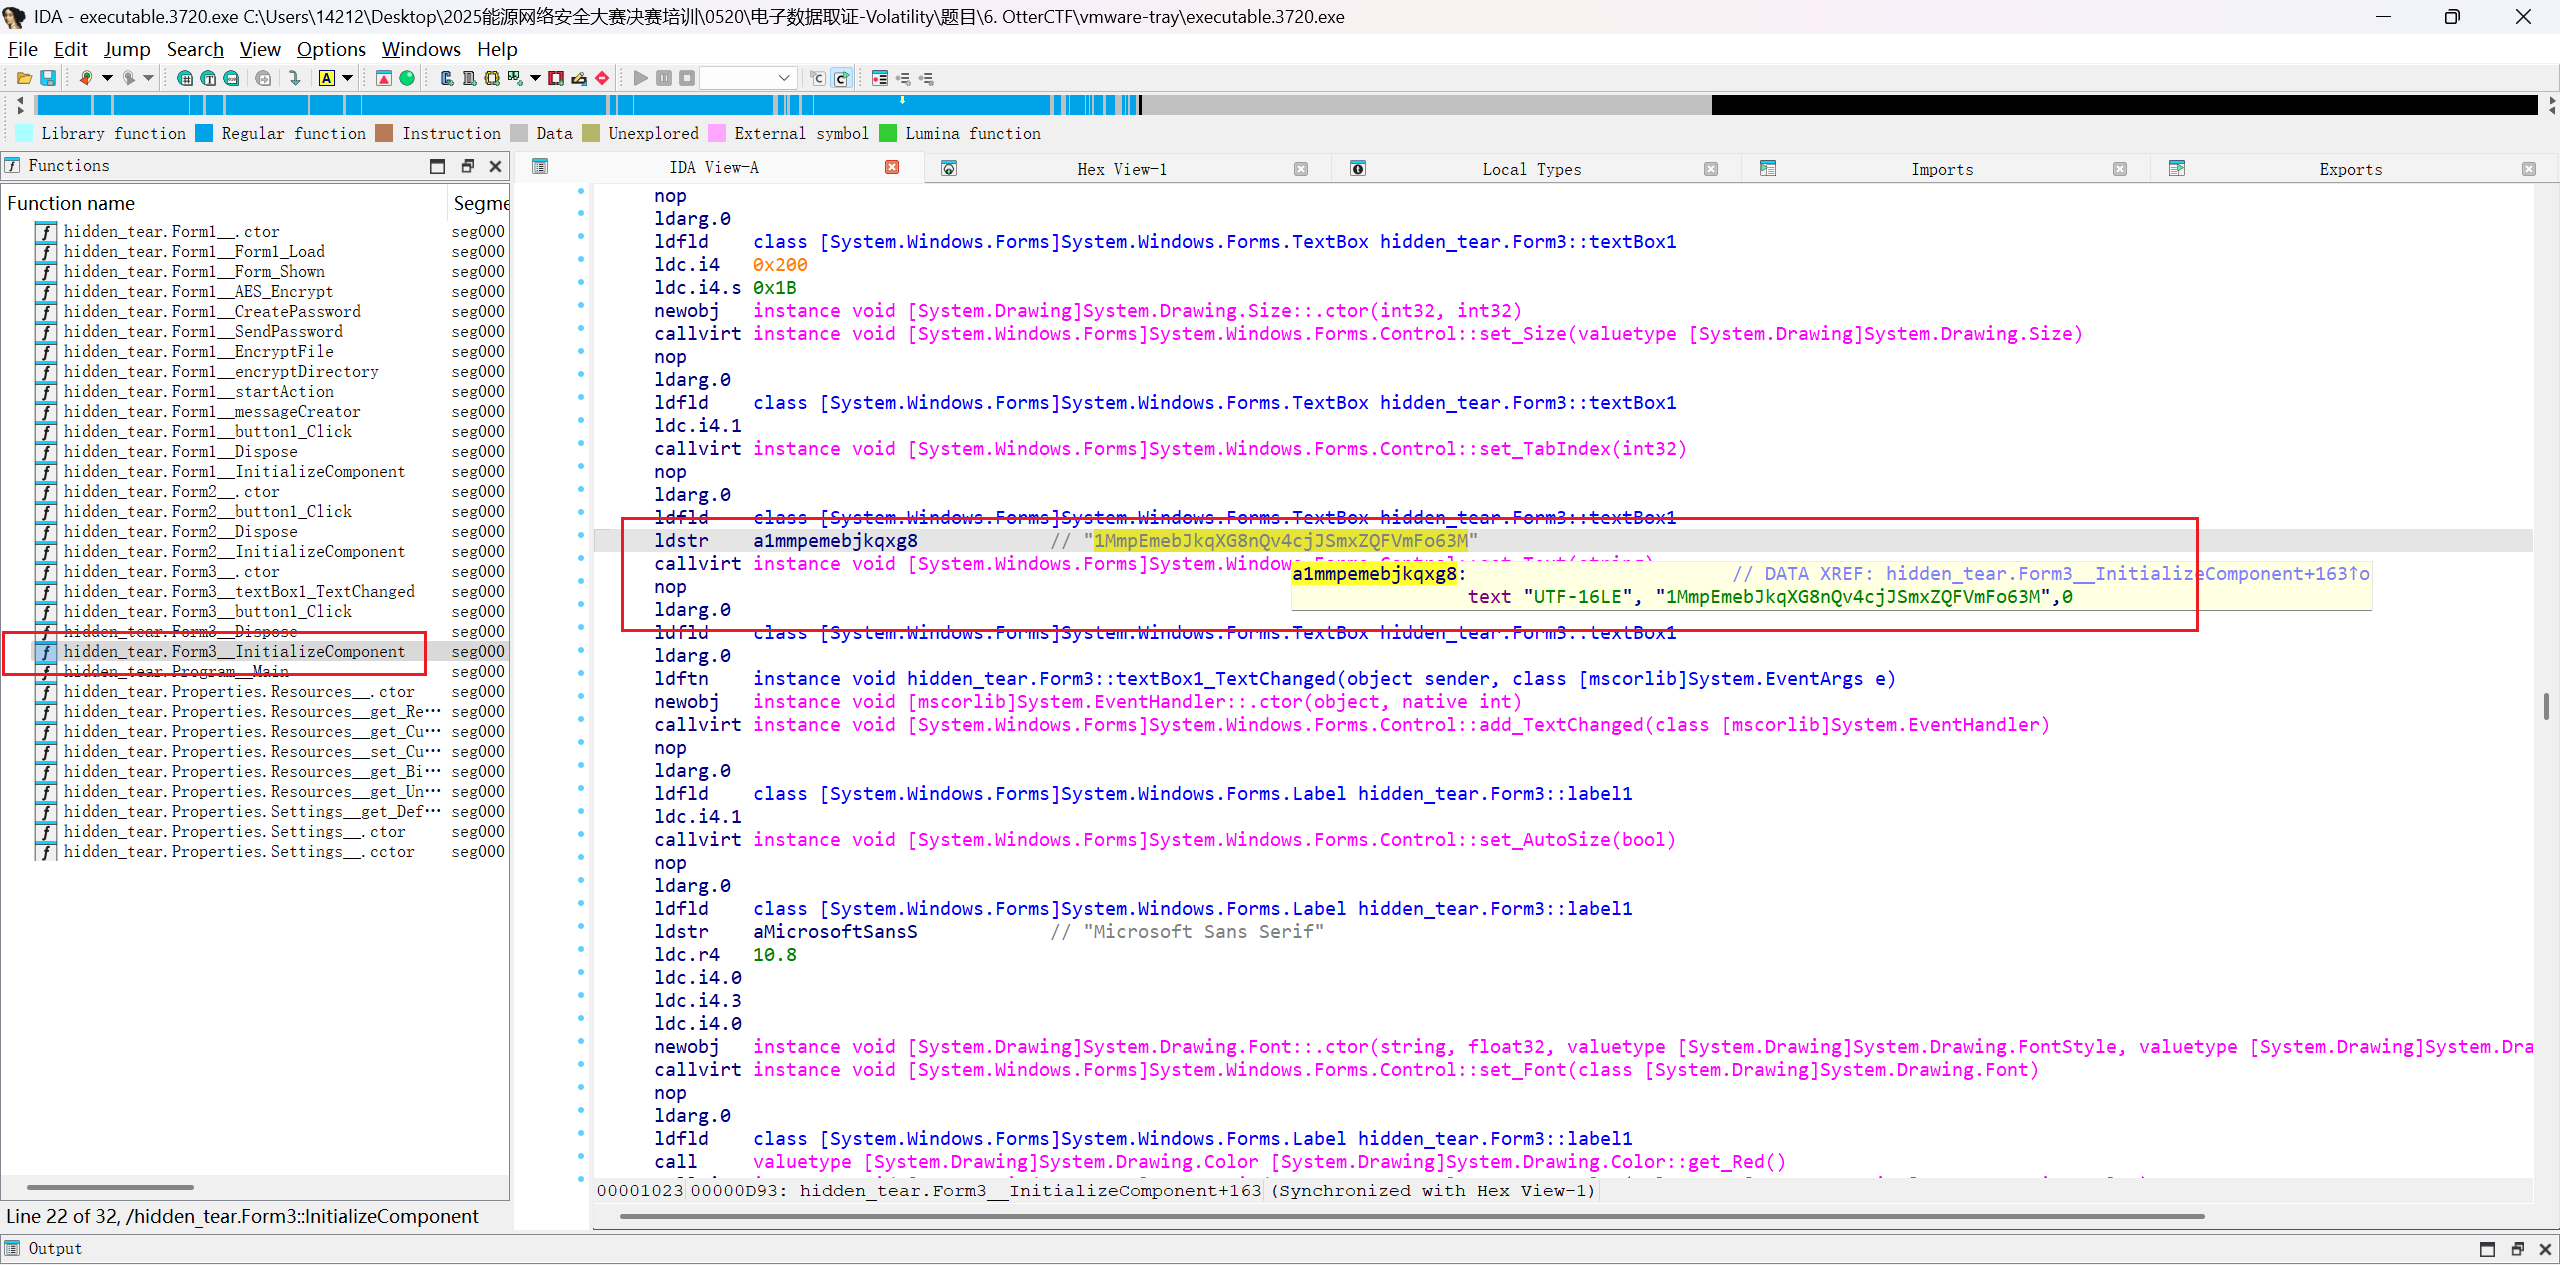 IDA - executable.3720.exe C:\Users\14212\Desktop\2025能源网络安全大赛决赛培训\0520\电子数据取证-Volatility\题目\6. OtterCTF\vmware-tray\executable.3720.exe
File Edit Jump Search View Options Windows Help
Library function Regular function Instruction Data Unexplored External symbol Lumina function
Functions
IDA View-A Hex View-1 Local Types Imports Exports
Function name Segme
hidden_tear.Form1__.ctor seg000
hidden_tear.Form1__Form1_Load seg000
hidden_tear.Form1__Form_Shown seg000
hidden_tear.Form1__AES_Encrypt seg000
hidden_tear.Form1__CreatePassword seg000
hidden_tear.Form1__SendPassword seg000
hidden_tear.Form1__EncryptFile seg000
hidden_tear.Form1__encryptDirectory seg000
hidden_tear.Form1__startAction seg000
hidden_tear.Form1__messageCreator seg000
hidden_tear.Form1__button1_Click seg000
hidden_tear.Form1__Dispose seg000
hidden_tear.Form1__InitializeComponent seg000
hidden_tear.Form2__.ctor seg000
hidden_tear.Form2__button1_Click seg000
hidden_tear.Form2__Dispose seg000
hidden_tear.Form2__InitializeComponent seg000
hidden_tear.Form3__.ctor seg000
hidden_tear.Form3__textBox1_TextChanged seg000
hidden_tear.Form3__button1_Click seg000
hidden_tear.Form3__Dispose seg000
hidden_tear.Form3__InitializeComponent seg000
hidden_tear.Program__Main seg000
hidden_tear.Properties.Resources__.ctor seg000
hidden_tear.Properties.Resources__get_Re… seg000
hidden_tear.Properties.Resources__get_Cu… seg000
hidden_tear.Properties.Resources__set_Cu… seg000
hidden_tear.Properties.Resources__get_Bi… seg000
hidden_tear.Properties.Resources__get_Un… seg000
hidden_tear.Properties.Settings__get_Def… seg000
hidden_tear.Properties.Settings__.ctor seg000
hidden_tear.Properties.Settings__.cctor seg000
Line 22 of 32, /hidden_tear.Form3::InitializeComponent
nop
ldarg.0
ldfld class [System.Windows.Forms]System.Windows.Forms.TextBox hidden_tear.Form3::textBox1
ldc.i4 0x200
ldc.i4.s 0x1B
newobj instance void [System.Drawing]System.Drawing.Size::.ctor(int32, int32)
callvirt instance void [System.Windows.Forms]System.Windows.Forms.Control::set_Size(valuetype [System.Drawing]System.Drawing.Size)
nop
ldarg.0
ldfld class [System.Windows.Forms]System.Windows.Forms.TextBox hidden_tear.Form3::textBox1
ldc.i4.1
callvirt instance void [System.Windows.Forms]System.Windows.Forms.Control::set_TabIndex(int32)
nop
ldarg.0
ldfld class [System.Windows.Forms]System.Windows.Forms.TextBox hidden_tear.Form3::textBox1
ldstr a1mmpemebjkqxg8 // "1MmpEmebJkqXG8nQv4cjJSmxZQFVmFo63M"
callvirt instance void [System.Windows.Forms]System.Windows.Forms.Control::set_Text(string)
a1mmpemebjkqxg8: // DATA XREF: hidden_tear.Form3__InitializeComponent+163↑o
nop
text "UTF-16LE", "1MmpEmebJkqXG8nQv4cjJSmxZQFVmFo63M",0
ldarg.0
ldfld class [System.Windows.Forms]System.Windows.Forms.TextBox hidden_tear.Form3::textBox1
ldarg.0
ldftn instance void hidden_tear.Form3::textBox1_TextChanged(object sender, class [mscorlib]System.EventArgs e)
newobj instance void [mscorlib]System.EventHandler::.ctor(object, native int)
callvirt instance void [System.Windows.Forms]System.Windows.Forms.Control::add_TextChanged(class [mscorlib]System.EventHandler)
nop
ldarg.0
ldfld class [System.Windows.Forms]System.Windows.Forms.Label hidden_tear.Form3::label1
ldc.i4.1
callvirt instance void [System.Windows.Forms]System.Windows.Forms.Control::set_AutoSize(bool)
nop
ldarg.0
ldfld class [System.Windows.Forms]System.Windows.Forms.Label hidden_tear.Form3::label1
ldstr aMicrosoftSansS // "Microsoft Sans Serif"
ldc.r4 10.8
ldc.i4.0
ldc.i4.3
ldc.i4.0
newobj instance void [System.Drawing]System.Drawing.Font::.ctor(string, float32, valuetype [System.Drawing]System.Drawing.FontStyle, valuetype [System.Drawing]System.Dra
callvirt instance void [System.Windows.Forms]System.Windows.Forms.Control::set_Font(class [System.Drawing]System.Drawing.Font)
nop
ldarg.0
ldfld class [System.Windows.Forms]System.Windows.Forms.Label hidden_tear.Form3::label1
call valuetype [System.Drawing]System.Drawing.Color [System.Drawing]System.Drawing.Color::get_Red()
00001023 00000D93: hidden_tear.Form3__InitializeComponent+163 (Synchronized with Hex View-1)
Output